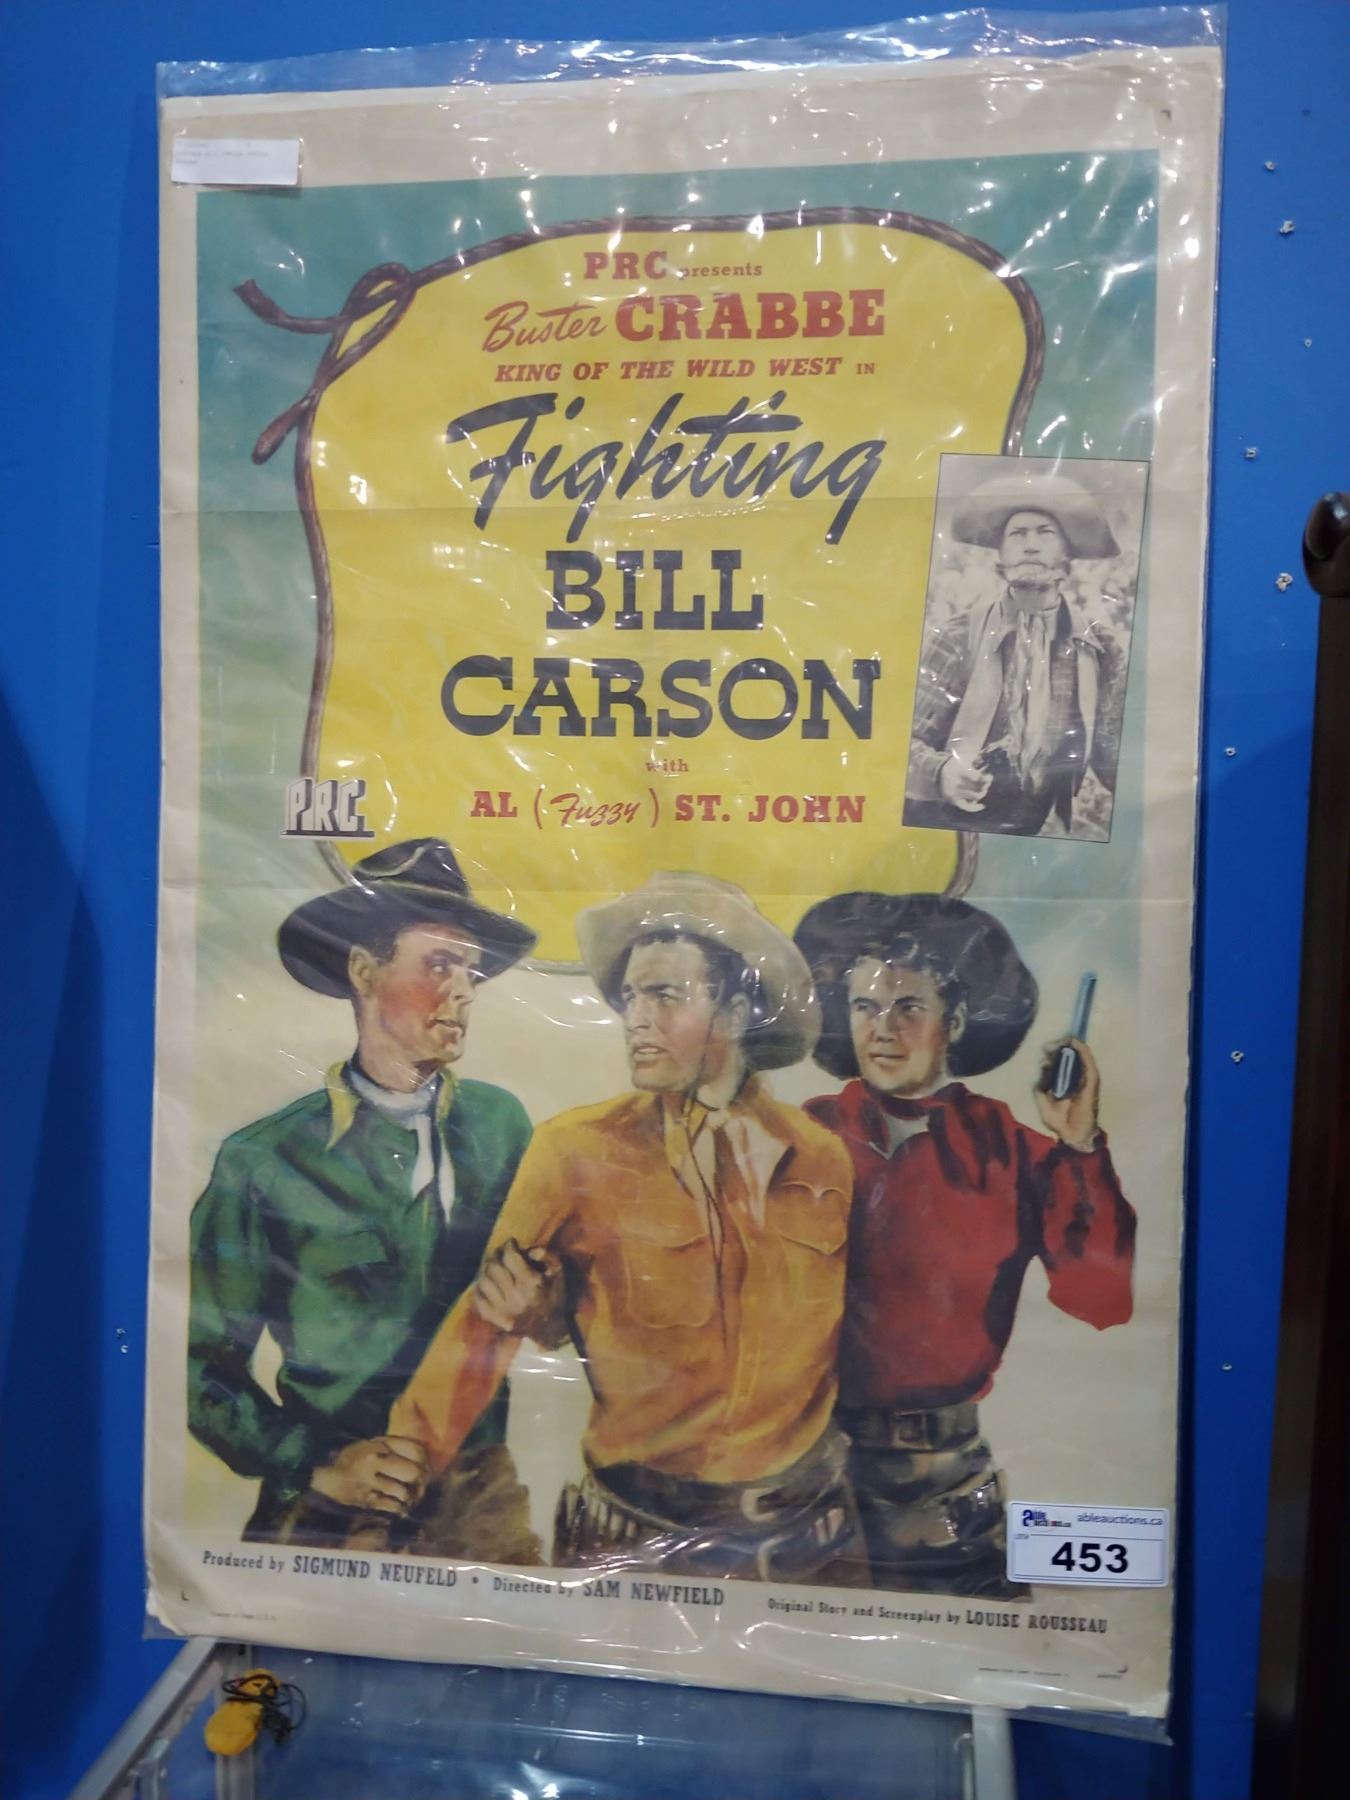 PRC presents
Buster CRABBE
KING OF THE WILD WEST IN
Fighting
BILL
CARSON
with
AL (Fuzzy) ST. JOHN
P.R.C.
ableauctions.ca
LOT#
453
Produced by SIGMUND NEUFELD • Directed by SAM NEWFIELD
Original Story and Screenplay by LOUISE ROUSSEAU